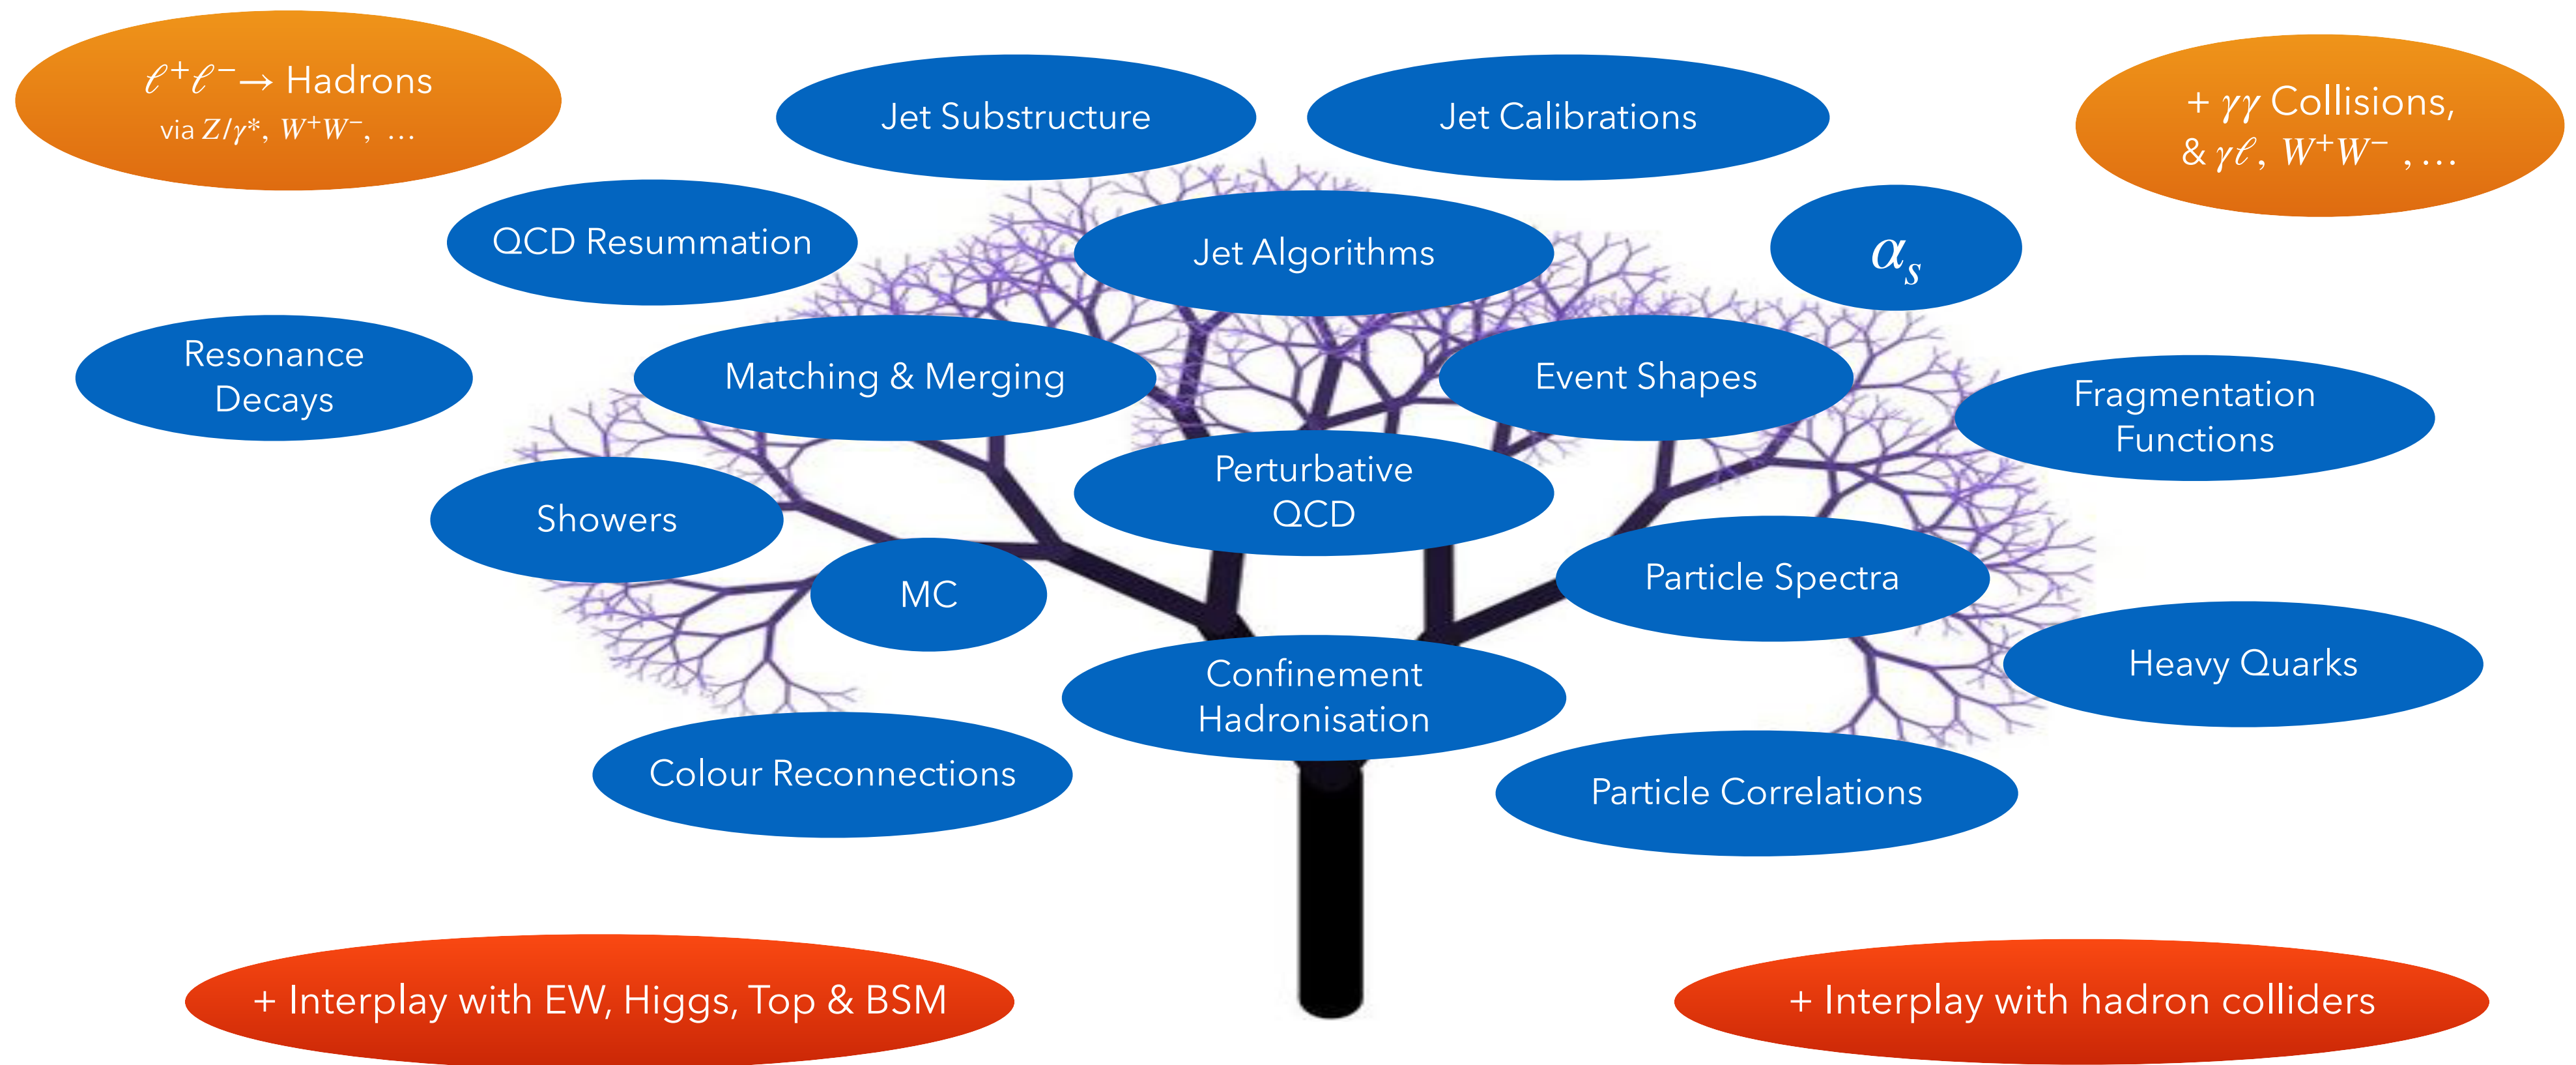 ℓ⁺ℓ⁻→ Hadrons
via Z/γ*, W⁺W⁻, …
Jet Substructure
Jet Calibrations
+ γγ Collisions,
& γℓ, W⁺W⁻ , …
QCD Resummation
Jet Algorithms
αₛ
Resonance
Decays
Matching & Merging
Event Shapes
Fragmentation
Functions
Showers
Perturbative
QCD
MC
Particle Spectra
Confinement
Hadronisation
Heavy Quarks
Colour Reconnections
Particle Correlations
+ Interplay with EW, Higgs, Top & BSM
+ Interplay with hadron colliders